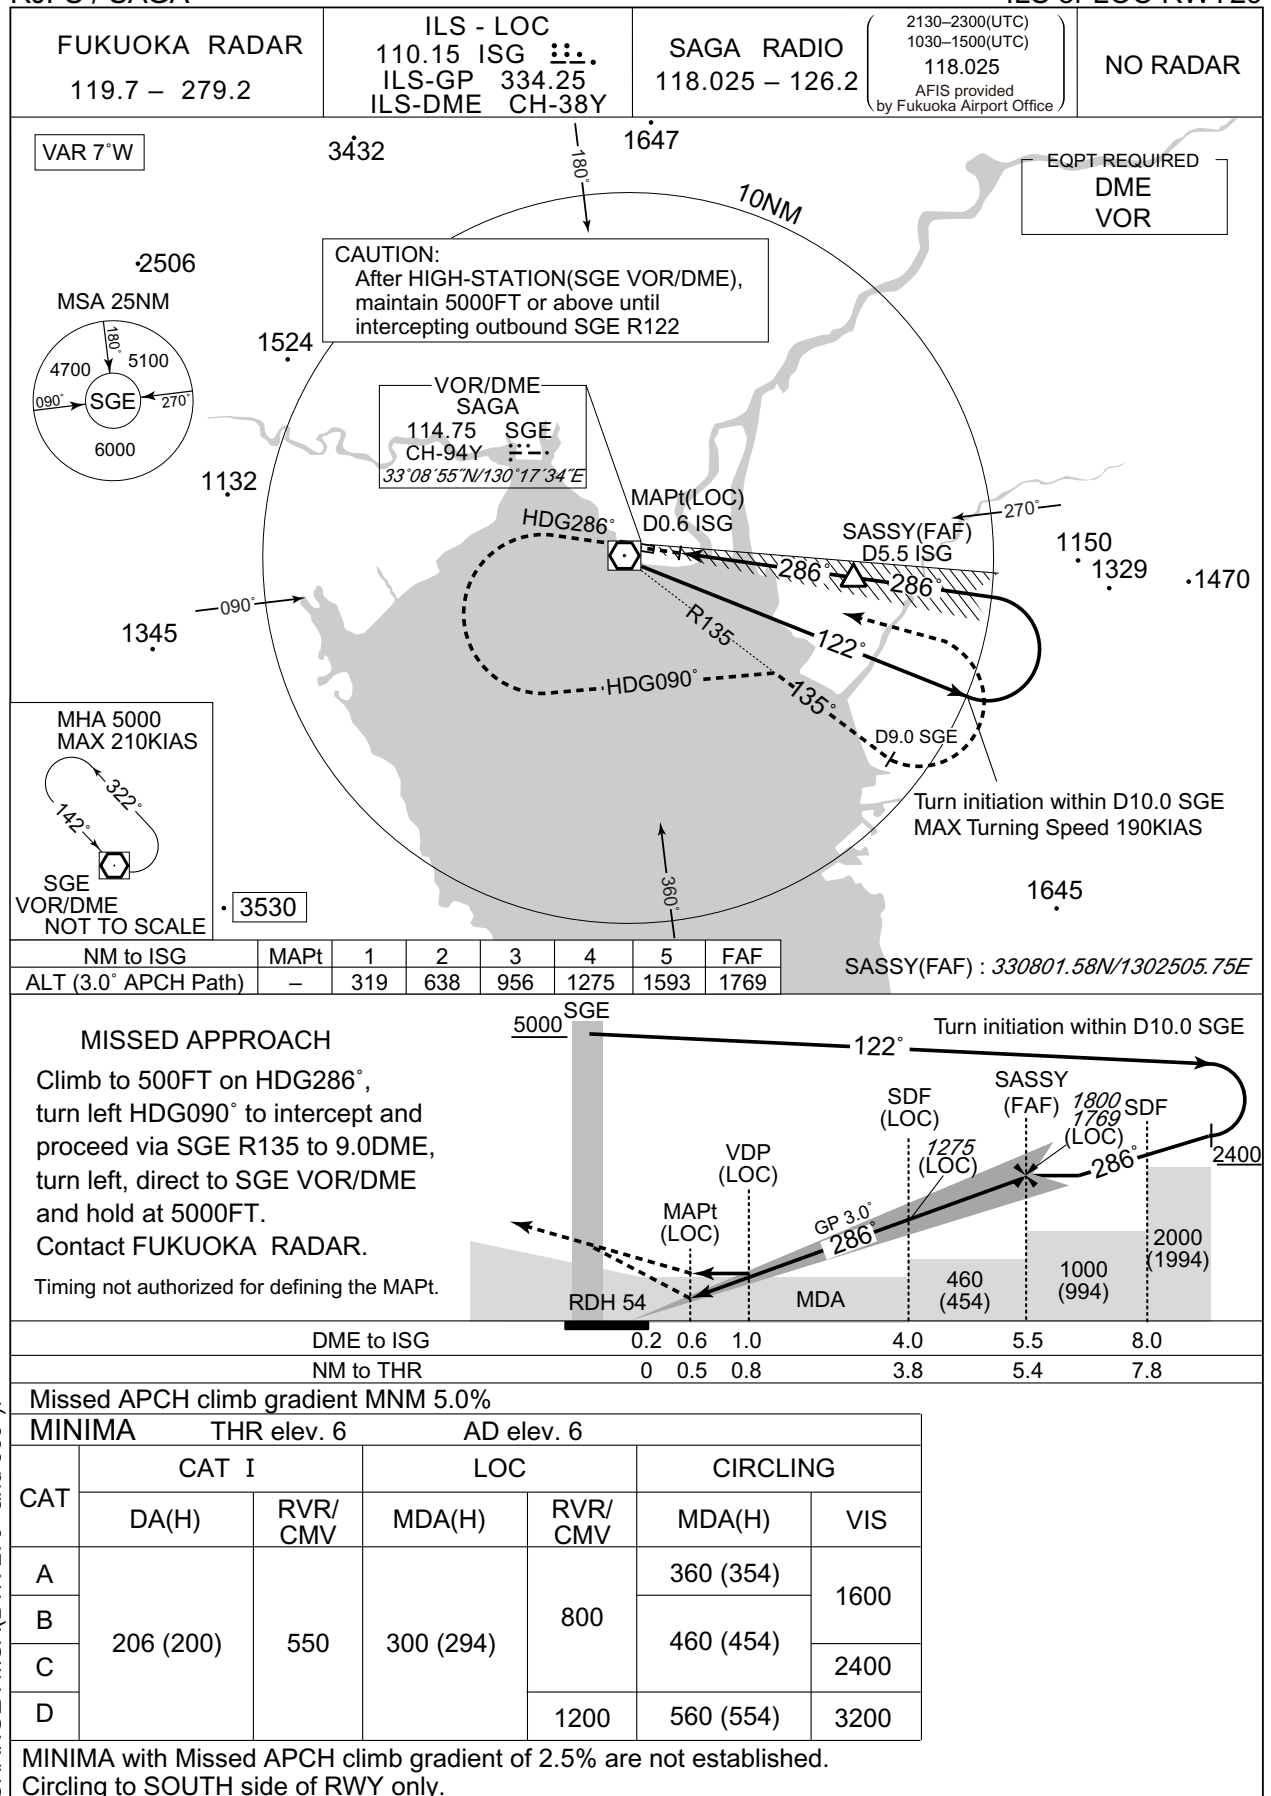 RJFS / SAGA
ILS or LOC RWY29
FUKUOKA RADAR
119.7 – 279.2
ILS - LOC
110.15 ISG
ILS-GP 334.25
ILS-DME CH-38Y
SAGA RADIO
118.025 – 126.2
2130–2300(UTC)
1030–1500(UTC)
118.025
AFIS provided
by Fukuoka Airport Office
NO RADAR
VAR 7°W
3432
180°
1647
EQPT REQUIRED
DME
VOR
10NM
2506
CAUTION:
After HIGH-STATION(SGE VOR/DME),
maintain 5000FT or above until
intercepting outbound SGE R122
MSA 25NM
180°
4700
5100
090°
SGE
270°
6000
1524
VOR/DME
SAGA
114.75 SGE
CH-94Y
33°08′55″N/130°17′34″E
1132
MAPt(LOC)
D0.6 ISG
HDG286°
SASSY(FAF)
D5.5 ISG
270°
1150
1329
1470
286°
286°
090°
1345
R135
122°
HDG090°
135°
D9.0 SGE
MHA 5000
MAX 210KIAS
322°
142°
SGE
VOR/DME
NOT TO SCALE
Turn initiation within D10.0 SGE
MAX Turning Speed 190KIAS
3530
360°
1645
NM to ISG MAPt 1 2 3 4 5 FAF
ALT (3.0° APCH Path) – 319 638 956 1275 1593 1769
SASSY(FAF) : 330801.58N/1302505.75E
MISSED APPROACH
Climb to 500FT on HDG286°,
turn left HDG090° to intercept and
proceed via SGE R135 to 9.0DME,
turn left, direct to SGE VOR/DME
and hold at 5000FT.
Contact FUKUOKA RADAR.
Timing not authorized for defining the MAPt.
SGE
5000
Turn initiation within D10.0 SGE
122°
SASSY
(FAF)
1800
1769
(LOC)
SDF
SDF
(LOC)
1275
(LOC)
286°
2400
VDP
(LOC)
MAPt
(LOC)
GP 3.0°
286°
2000
(1994)
1000
(994)
460
(454)
MDA
RDH 54
DME to ISG 0.2 0.6 1.0 4.0 5.5 8.0
NM to THR 0 0.5 0.8 3.8 5.4 7.8
Missed APCH climb gradient MNM 5.0%
MINIMA THR elev. 6 AD elev. 6
CAT CAT I LOC CIRCLING
DA(H) RVR/CMV MDA(H) RVR/CMV MDA(H) VIS
A 360 (354)
1600
B 800
206 (200) 550 300 (294) 460 (454)
C 2400
D 1200 560 (554) 3200
MINIMA with Missed APCH climb gradient of 2.5% are not established.
Circling to SOUTH side of RWY only.